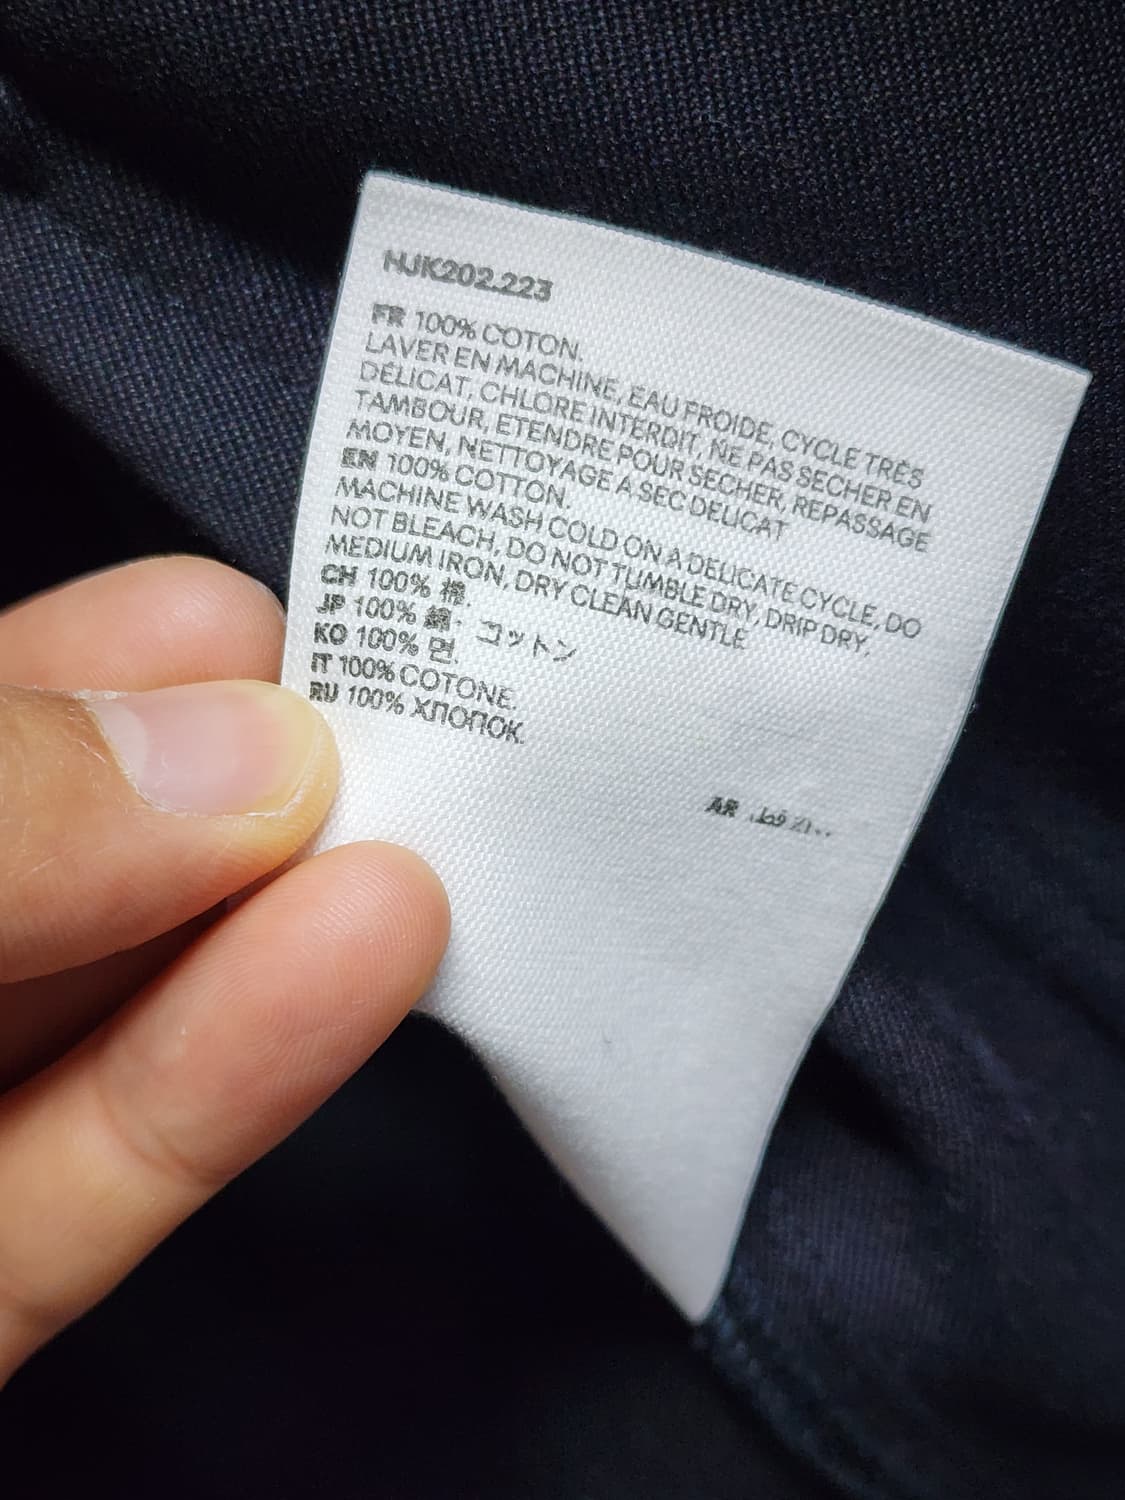 HJK202.223
FR 100% COTON.
LAVER EN MACHINE, EAU FROIDE, CYCLE TRÈS
DÉLICAT, CHLORE INTERDIT, NE PAS SECHER EN
TAMBOUR, ETENDRE POUR SECHER, REPASSAGE
MOYEN, NETTOYAGE A SEC DELICAT
EN 100% COTTON.
MACHINE WASH COLD ON A DELICATE CYCLE, DO
NOT BLEACH, DO NOT TUMBLE DRY, DRIP DRY,
MEDIUM IRON, DRY CLEAN GENTLE
CH 100% 棉.
JP 100% 綿・コットン
KO 100% 면.
IT 100% COTONE.
RU 100% ХЛОПОК.
AR ٪١٠٠ قطن.